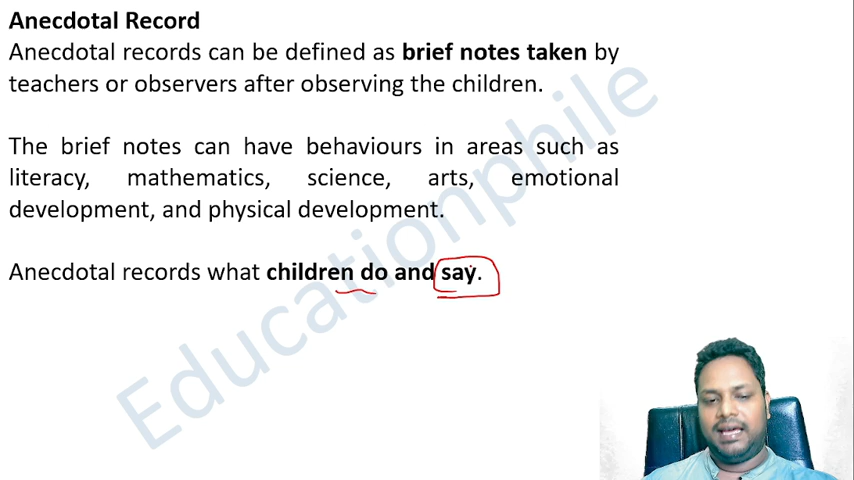 Anecdotal Record
Anecdotal records can be defined as brief notes taken by
teachers or observers after observing the children.
The brief notes can have behaviours in areas such as
literacy, mathematics, science, arts, emotional
development, and physical development.
Anecdotal records what children do and say.
Educationphile